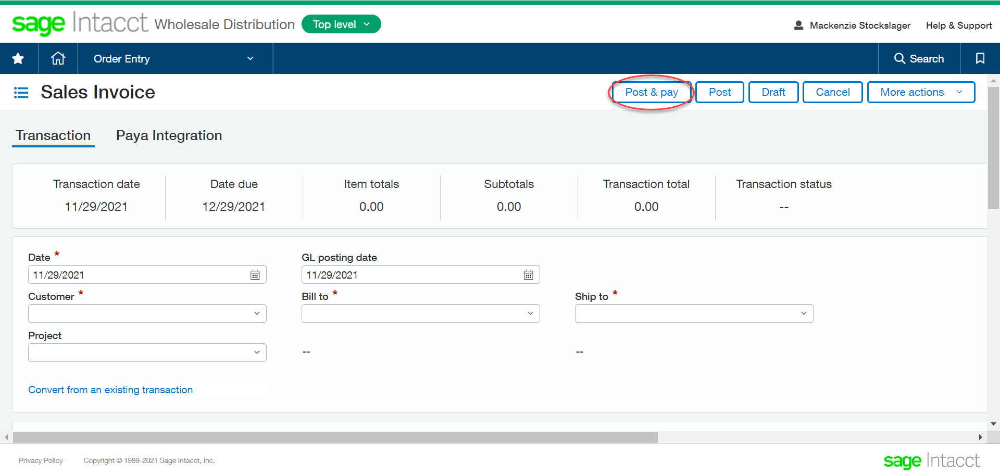 sage Intacct Wholesale Distribution Top level Mackenzie Stockslager Help & Support
Order Entry Search
Sales Invoice Post & pay Post Draft Cancel More actions
Transaction Paya Integration
Transaction date Date due Item totals Subtotals Transaction total Transaction status
11/29/2021 12/29/2021 0.00 0.00 0.00 --
Date * GL posting date
11/29/2021 11/29/2021
Customer * Bill to * Ship to *
Project
-- --
Convert from an existing transaction
Privacy Policy Copyright © 1999-2021 Sage Intacct, Inc. sage Intacct